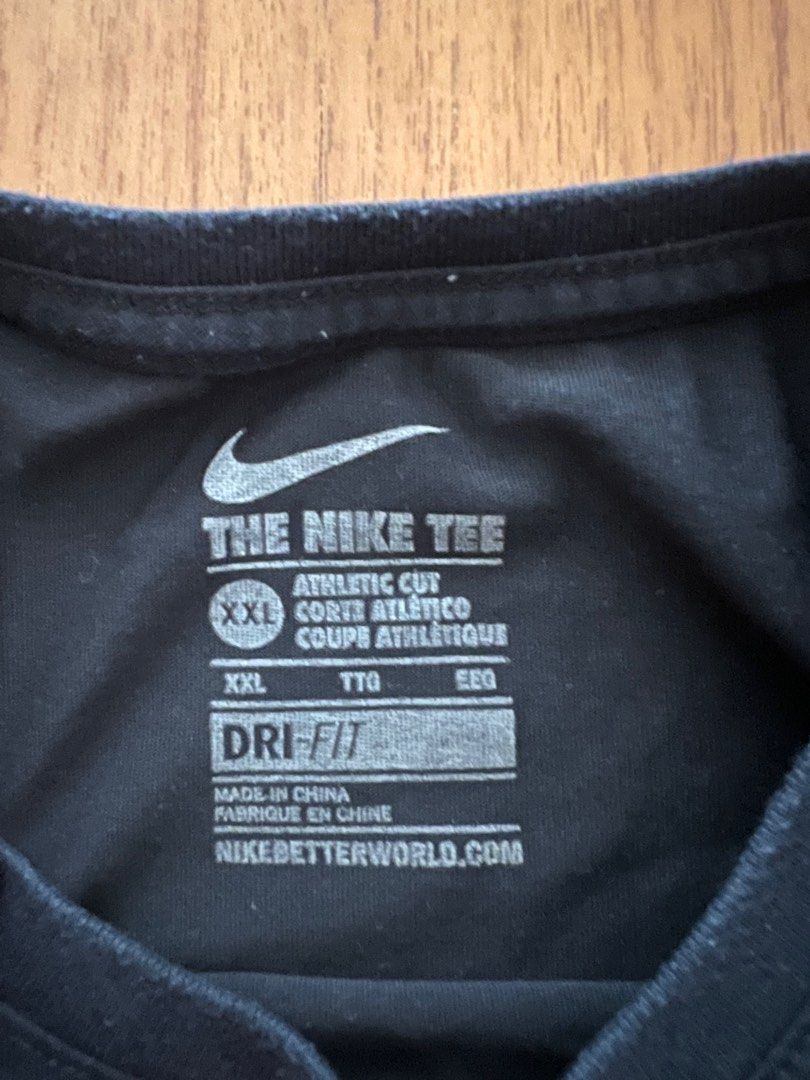 THE NIKE TEE
XXL
ATHLETIC CUT
CORTE ATLÉTICO
COUPE ATHLÉTIQUE
XXL TTG EEG
DRI-FIT
MADE IN CHINA
FABRIQUE EN CHINE
NIKEBETTERWORLD.COM